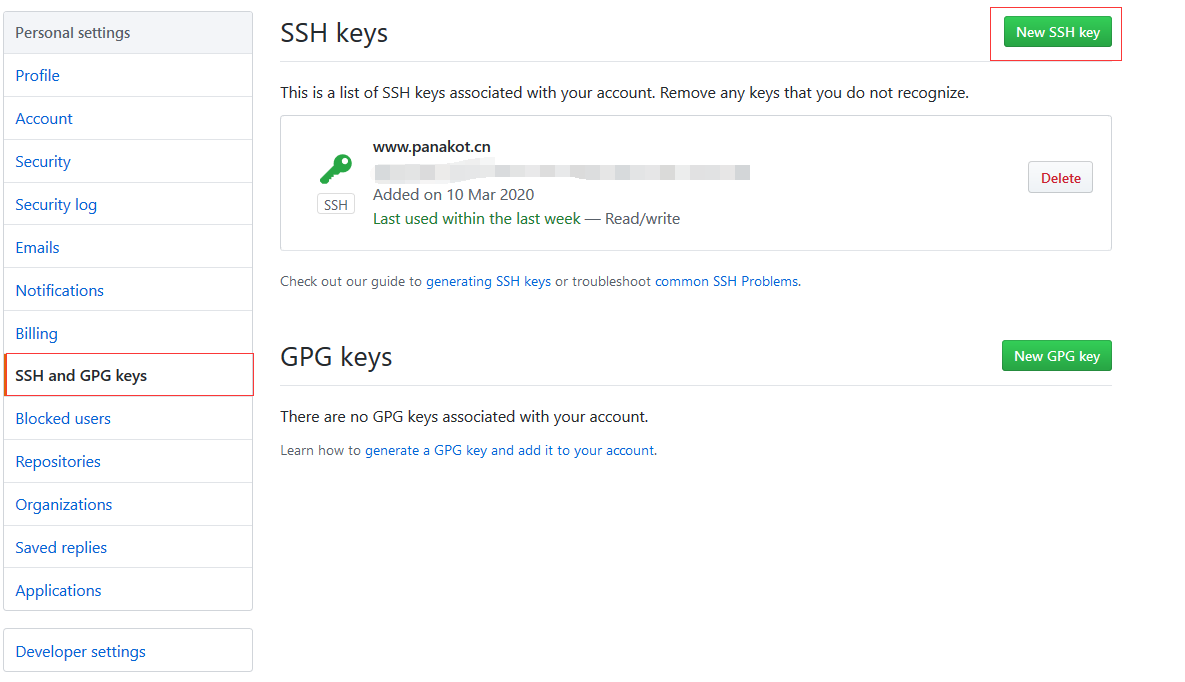 Personal settings
Profile
Account
Security
Security log
Emails
Notifications
Billing
SSH and GPG keys
Blocked users
Repositories
Organizations
Saved replies
Applications
Developer settings
SSH keys
New SSH key
This is a list of SSH keys associated with your account. Remove any keys that you do not recognize.
www.panakot.cn
SSH
Added on 10 Mar 2020
Last used within the last week — Read/write
Delete
Check out our guide to generating SSH keys or troubleshoot common SSH Problems.
GPG keys
New GPG key
There are no GPG keys associated with your account.
Learn how to generate a GPG key and add it to your account.